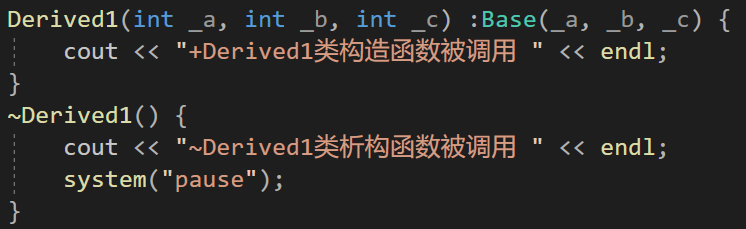 Derived1(int _a, int _b, int _c) :Base(_a, _b, _c) {
cout << "+Derived1类构造函数被调用 " << endl;
}
~Derived1() {
cout << "~Derived1类析构函数被调用 " << endl;
system("pause");
}